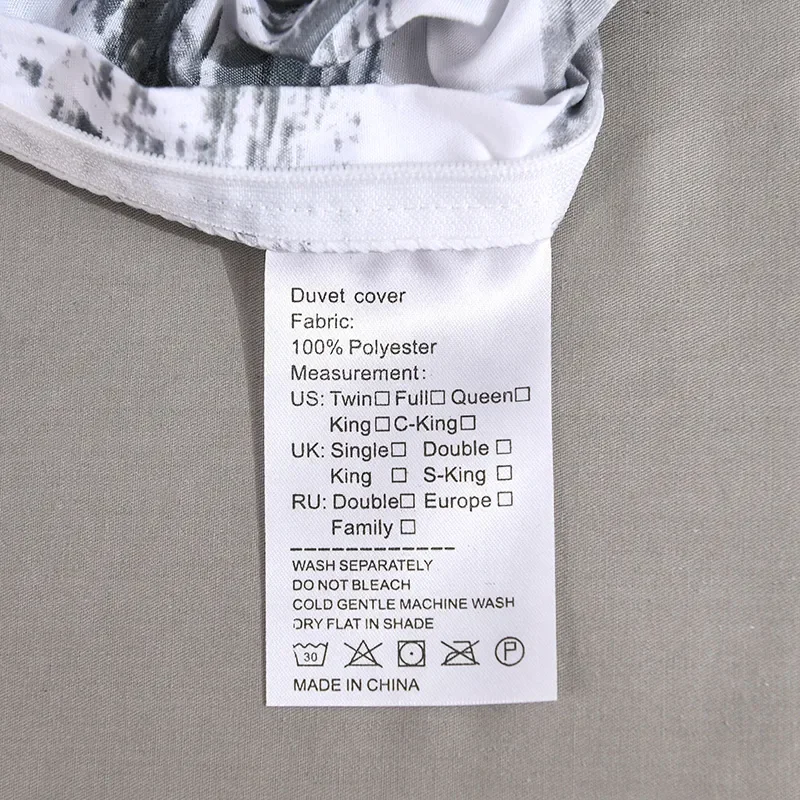 Duvet cover
Fabric:
100% Polyester
Measurement:
US: Twin☐ Full☐ Queen☐
King☐ C-King☐
UK: Single☐ Double ☐
King ☐ S-King ☐
RU: Double☐ Europe ☐
Family ☐
WASH SEPARATELY
DO NOT BLEACH
COLD GENTLE MACHINE WASH
DRY FLAT IN SHADE
30 P
MADE IN CHINA